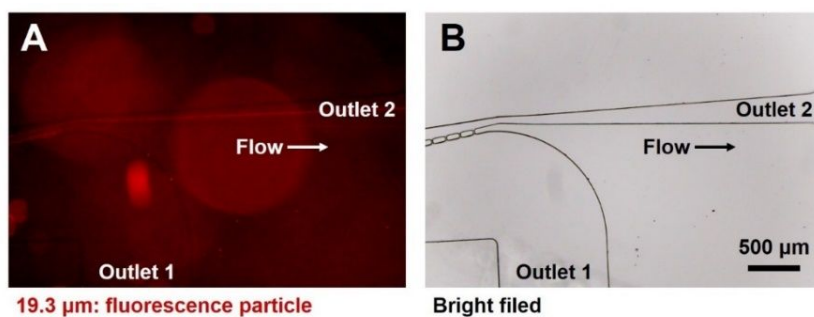 A
Outlet 2
Flow
Outlet 1
19.3 µm: fluorescence particle
B
Outlet 2
Flow
500 µm
Outlet 1
Bright filed